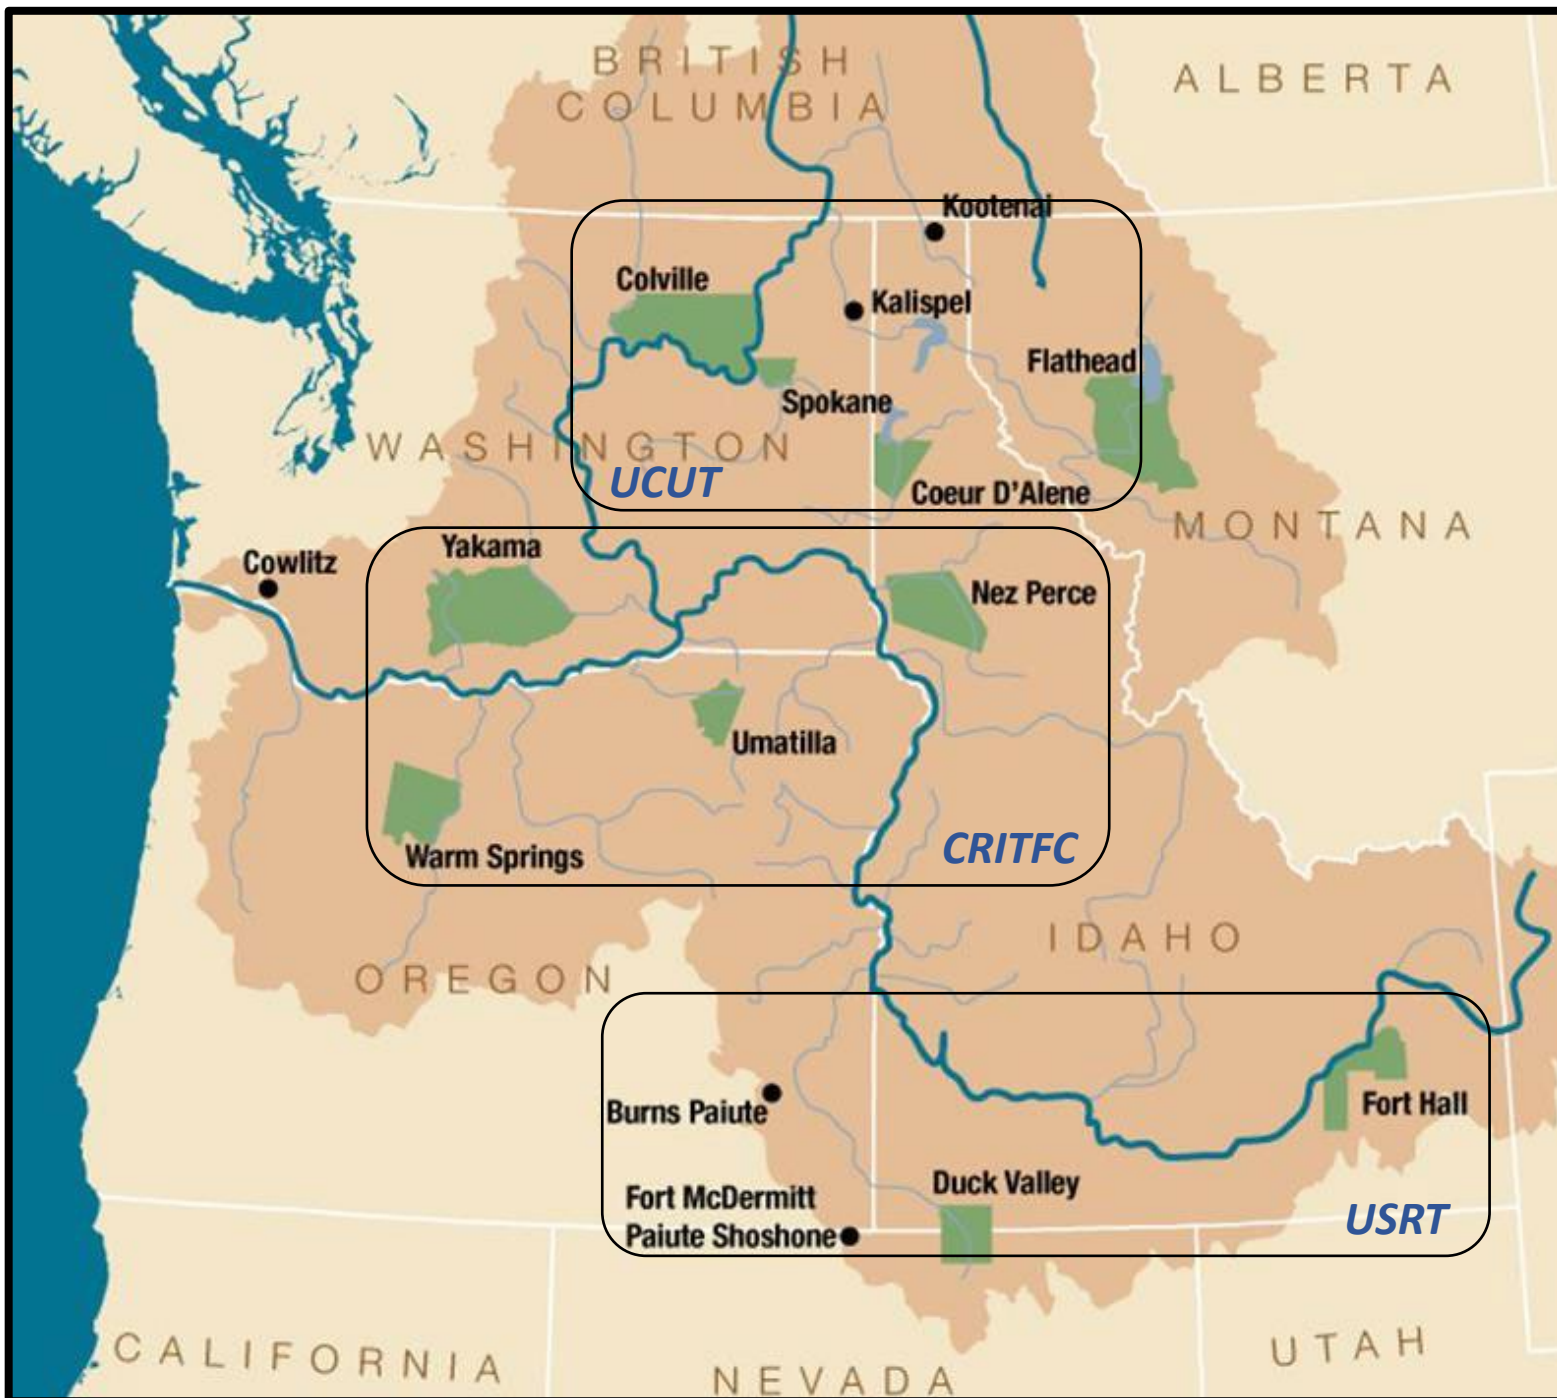 BRITISH
COLUMBIA
ALBERTA
Kootenai
Colville
Kalispel
Flathead
Spokane
WASHINGTON
UCUT
Coeur D'Alene
MONTANA
Cowlitz
Yakama
Nez Perce
Umatilla
Warm Springs
CRITFC
IDAHO
OREGON
Burns Paiute
Fort Hall
Duck Valley
Fort McDermitt
Paiute Shoshone
USRT
CALIFORNIA
NEVADA
UTAH